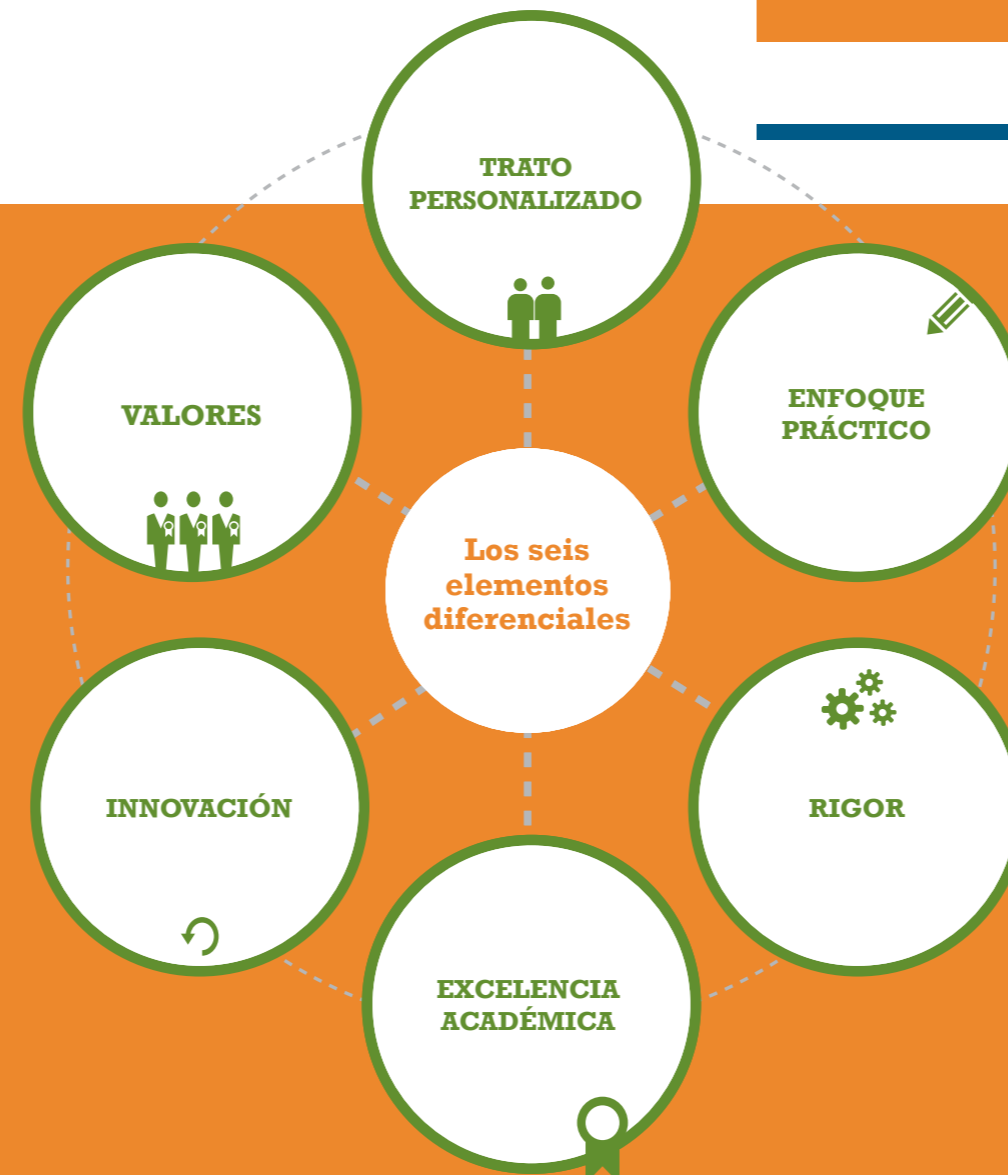 TRATO
PERSONALIZADO
ENFOQUE
PRÁCTICO
VALORES
Los seis
elementos
diferenciales
INNOVACIÓN
RIGOR
EXCELENCIA
ACADÉMICA